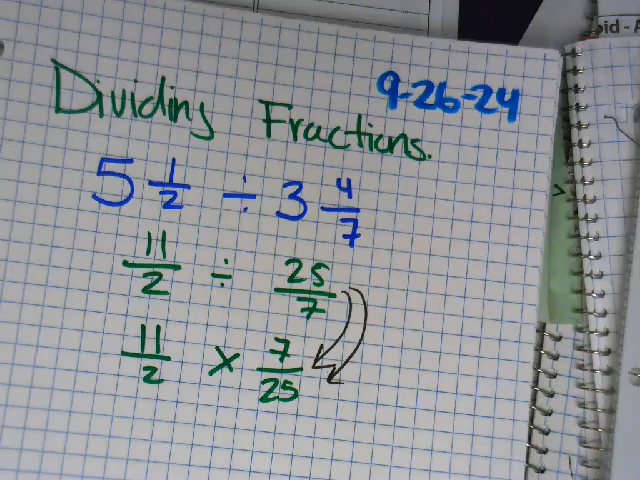 9-26-24
Dividing Fractions.
5 1/2 ÷ 3 4/7
11/2 ÷ 25/7
11/2 × 7/25